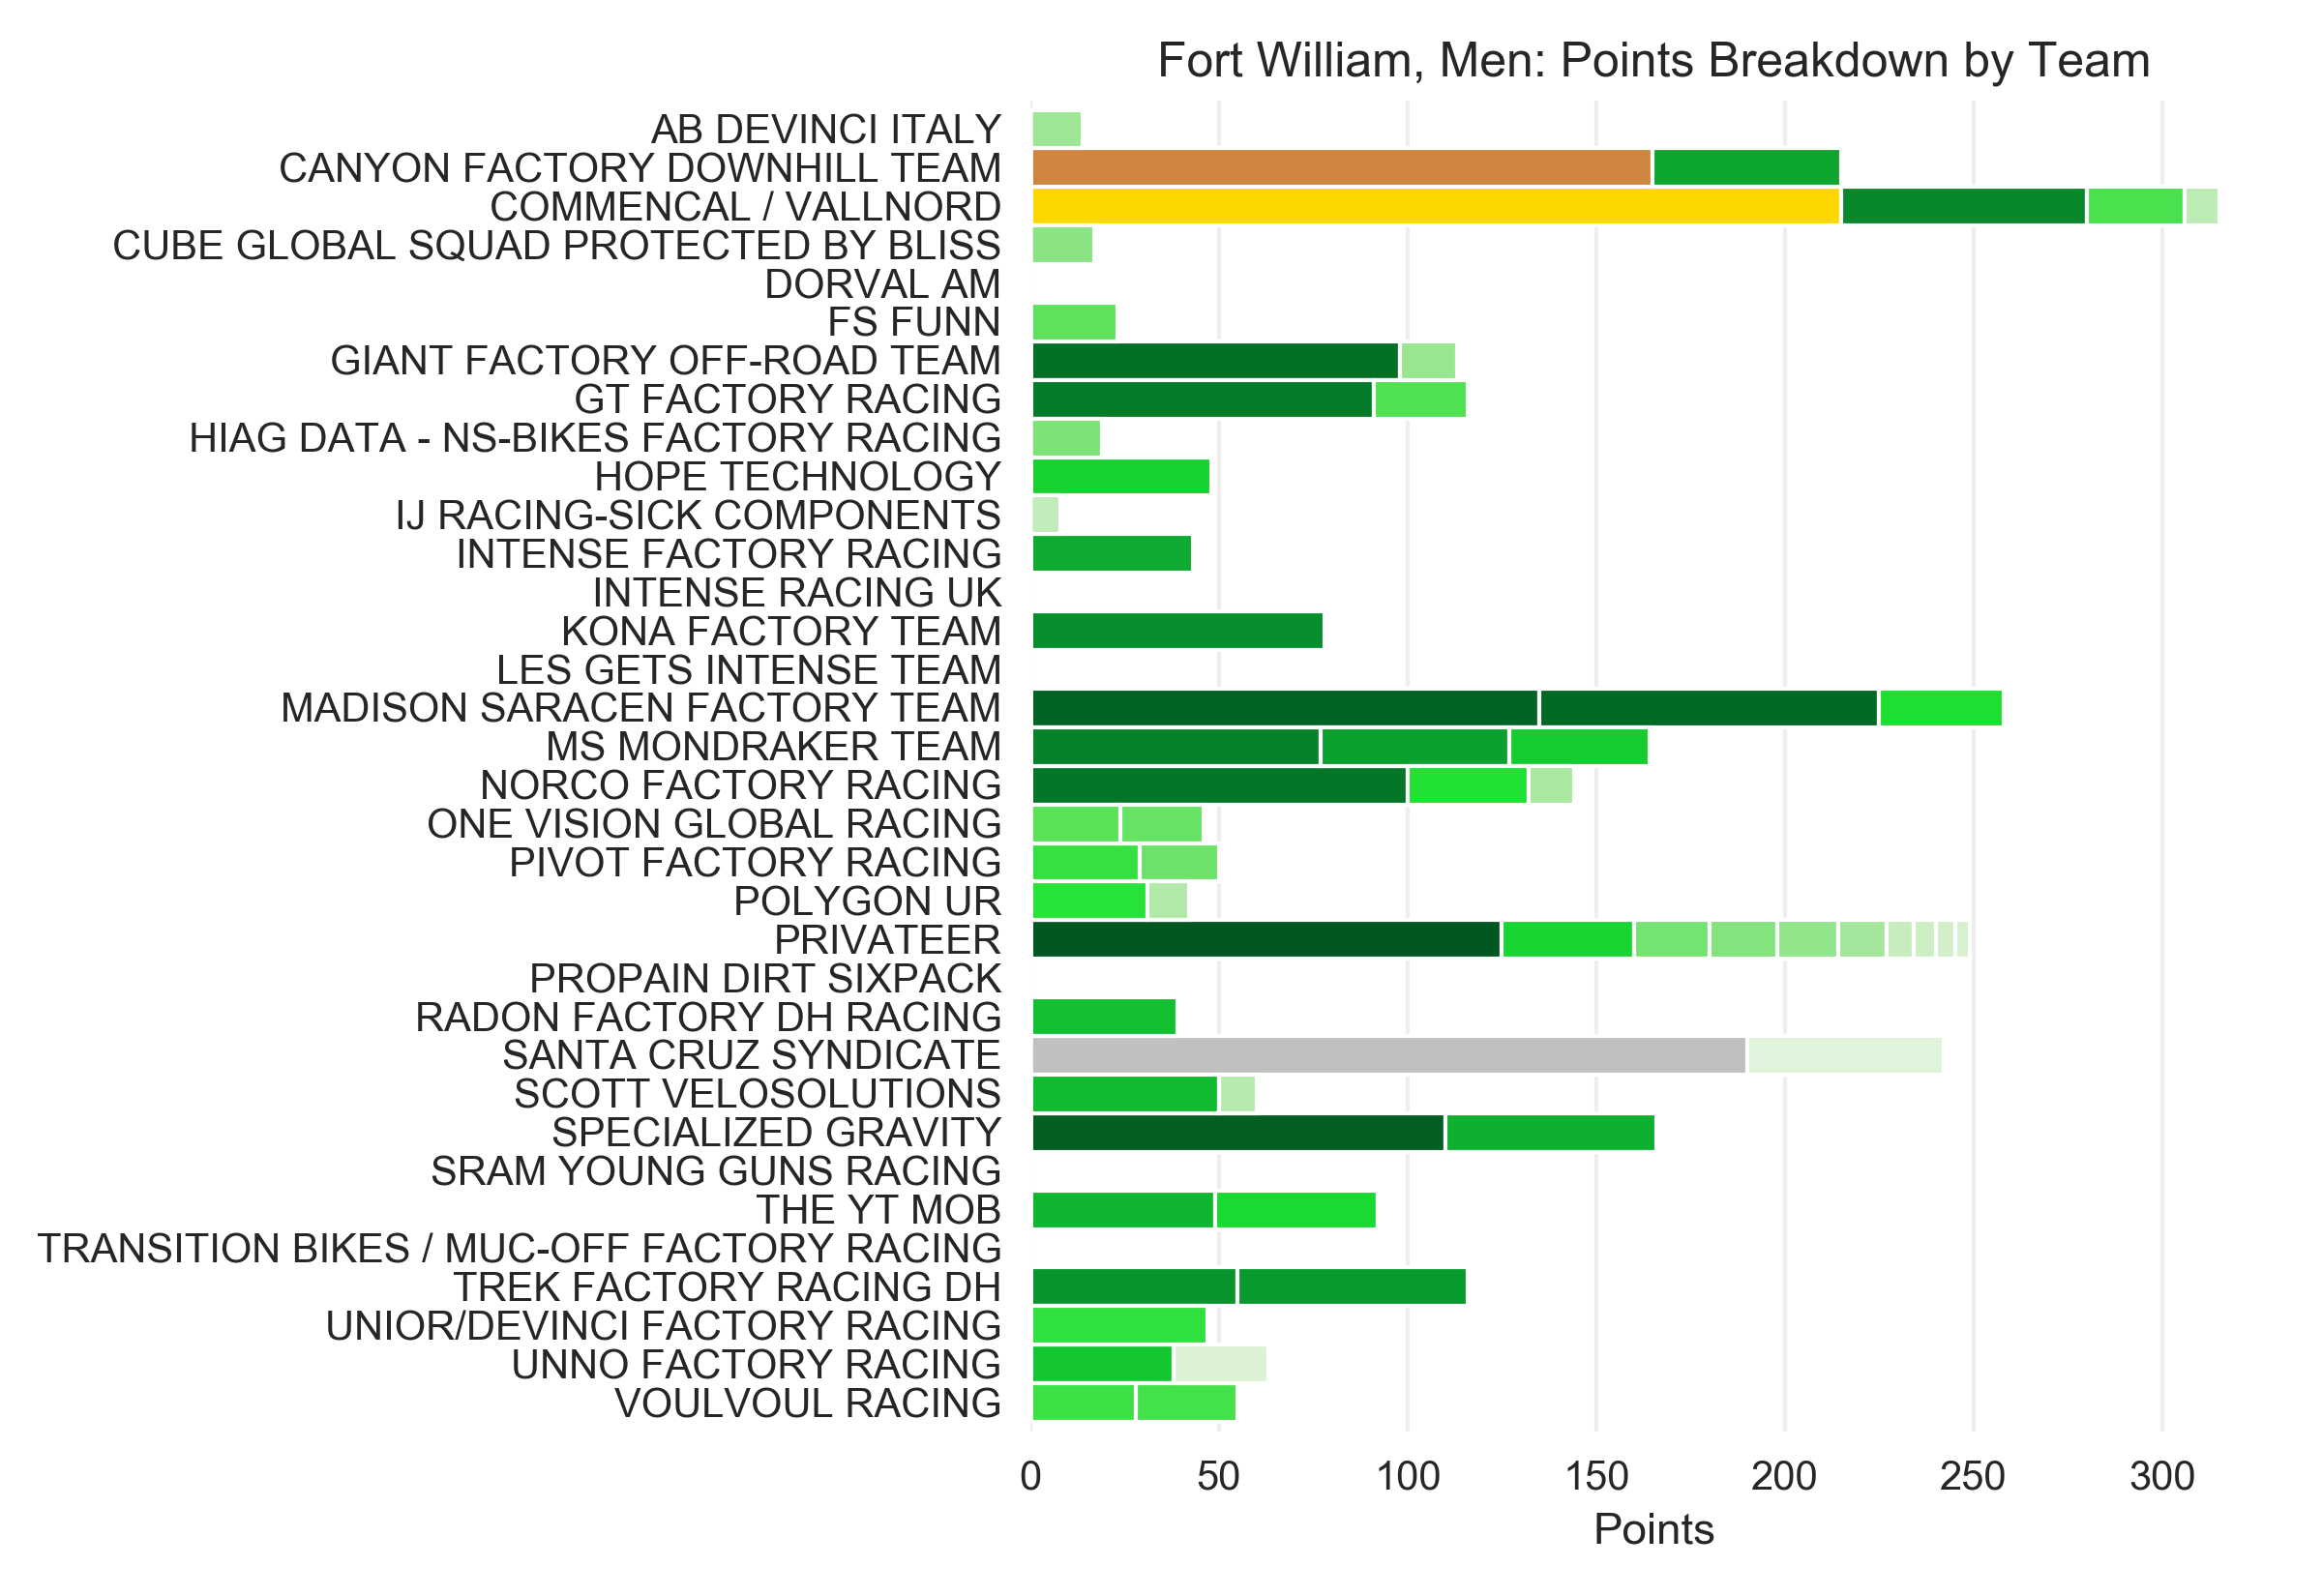 Fort William, Men: Points Breakdown by Team
AB DEVINCI ITALY
CANYON FACTORY DOWNHILL TEAM
COMMENCAL / VALLNORD
CUBE GLOBAL SQUAD PROTECTED BY BLISS
DORVAL AM
FS FUNN
GIANT FACTORY OFF-ROAD TEAM
GT FACTORY RACING
HIAG DATA - NS-BIKES FACTORY RACING
HOPE TECHNOLOGY
IJ RACING-SICK COMPONENTS
INTENSE FACTORY RACING
INTENSE RACING UK
KONA FACTORY TEAM
LES GETS INTENSE TEAM
MADISON SARACEN FACTORY TEAM
MS MONDRAKER TEAM
NORCO FACTORY RACING
ONE VISION GLOBAL RACING
PIVOT FACTORY RACING
POLYGON UR
PRIVATEER
PROPAIN DIRT SIXPACK
RADON FACTORY DH RACING
SANTA CRUZ SYNDICATE
SCOTT VELOSOLUTIONS
SPECIALIZED GRAVITY
SRAM YOUNG GUNS RACING
THE YT MOB
TRANSITION BIKES / MUC-OFF FACTORY RACING
TREK FACTORY RACING DH
UNIOR/DEVINCI FACTORY RACING
UNNO FACTORY RACING
VOULVOUL RACING
0 50 100 150 200 250 300
Points